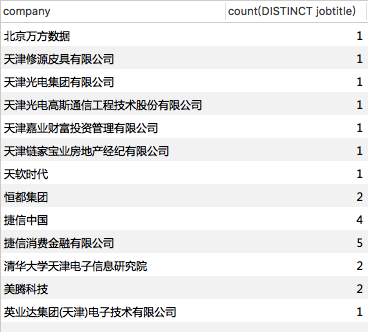 company count(DISTINCT jobtitle)
北京万方数据 1
天津修源皮具有限公司 1
天津光电集团有限公司 1
天津光电高斯通信工程技术股份有限公司 1
天津嘉业财富投资管理有限公司 1
天津链家宝业房地产经纪有限公司 1
天软时代 1
恒都集团 2
捷信中国 4
捷信消费金融有限公司 5
清华大学天津电子信息研究院 2
美腾科技 2
英业达集团(天津)电子技术有限公司 1